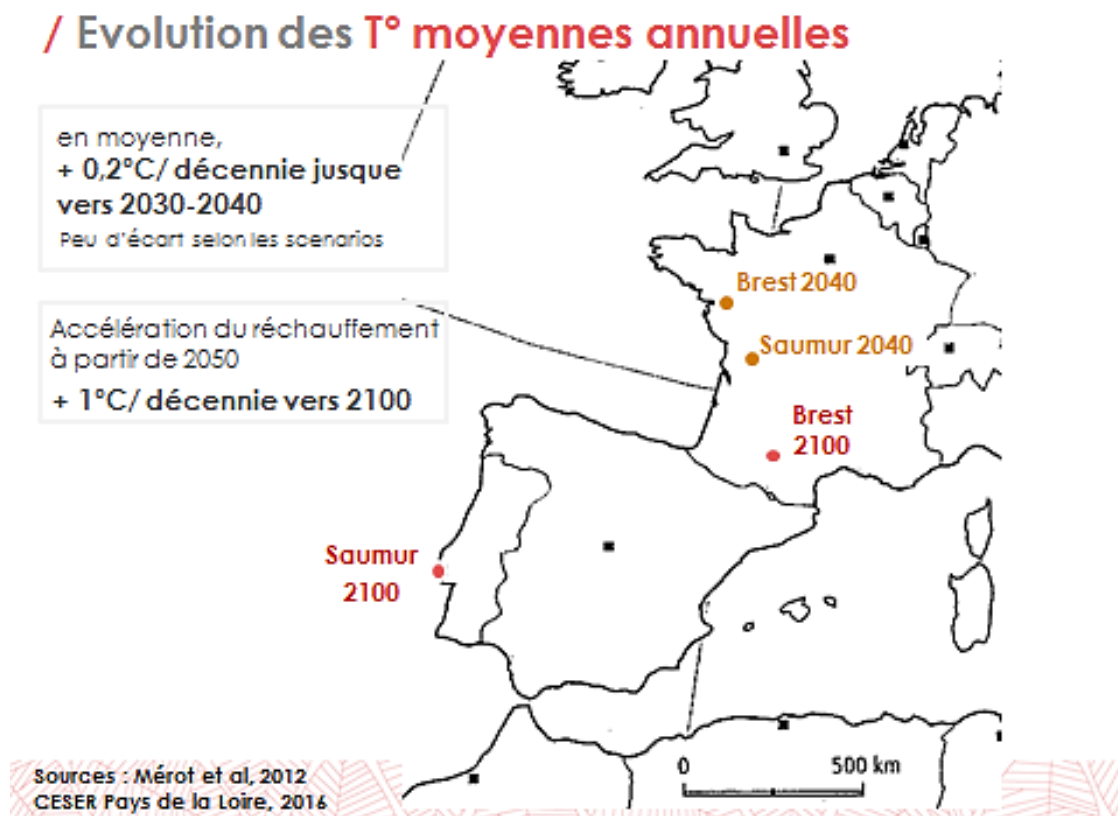 / Evolution des T° moyennes annuelles
en moyenne,
+ 0,2°C/ décennie jusque
vers 2030-2040
Peu d'écart selon les scenarios
Accélération du réchauffement
à partir de 2050
+ 1°C/ décennie vers 2100
Brest 2040
Saumur 2040
Brest
2100
Saumur
2100
0 500 km
Sources : Mérot et al, 2012
CESER Pays de la Loire, 2016